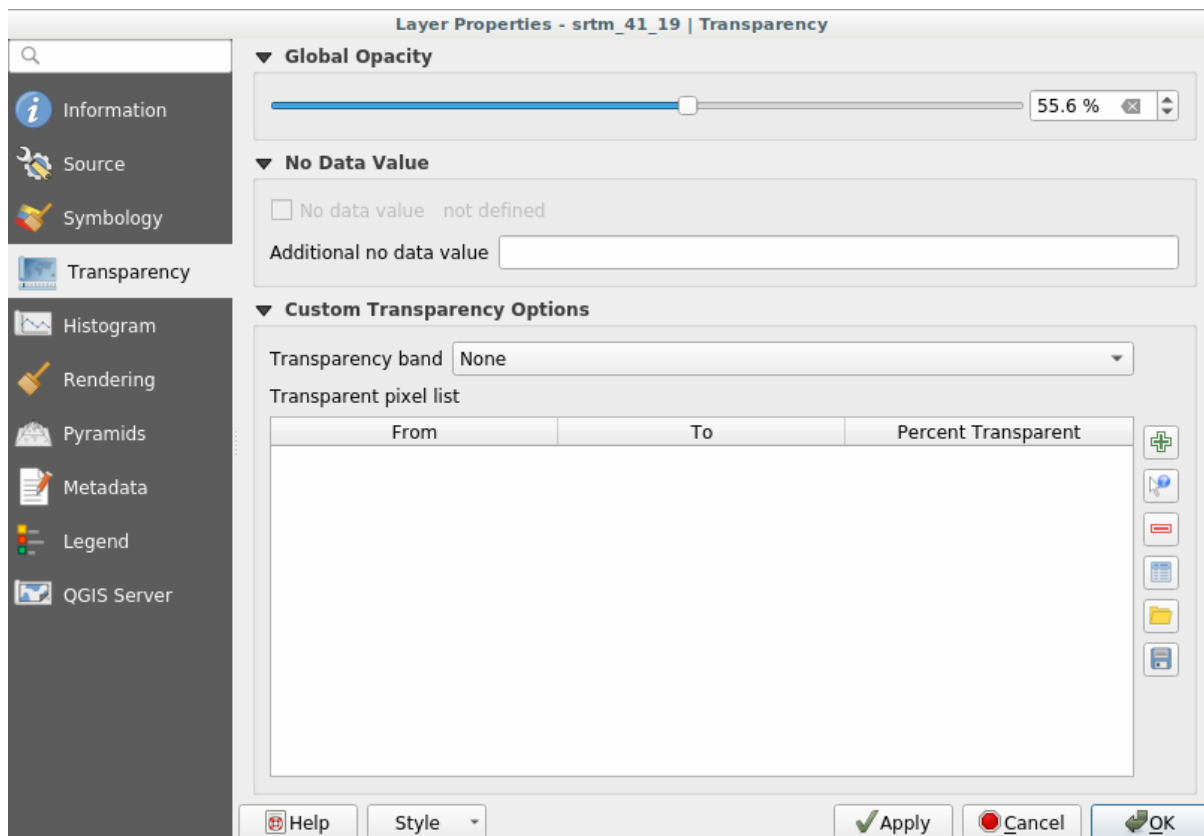 Layer Properties - srtm_41_19 | Transparency
Information
Source
Symbology
Transparency
Histogram
Rendering
Pyramids
Metadata
Legend
QGIS Server
Global Opacity
55.6 %
No Data Value
No data value not defined
Additional no data value
Custom Transparency Options
Transparency band None
Transparent pixel list
From To Percent Transparent
Help Style Apply Cancel OK